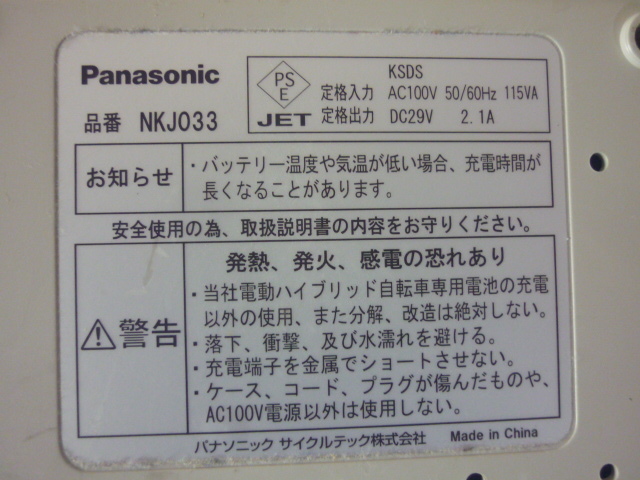 Panasonic
品番 NKJ033
PS
E
JET
KSDS
定格入力 AC100V 50/60Hz 115VA
定格出力 DC29V 2.1A
お知らせ
・バッテリー温度や気温が低い場合、充電時間が
長くなることがあります。
安全使用の為、取扱説明書の内容をお守りください。
警告
発熱、発火、感電の恐れあり
・当社電動ハイブリッド自転車専用電池の充電
以外の使用、また分解、改造は絶対しない。
・落下、衝撃、及び水濡れを避ける。
・充電端子を金属でショートさせない。
・ケース、コード、プラグが傷んだものや、
AC100V電源以外は使用しない。
パナソニック サイクルテック株式会社 Made in China